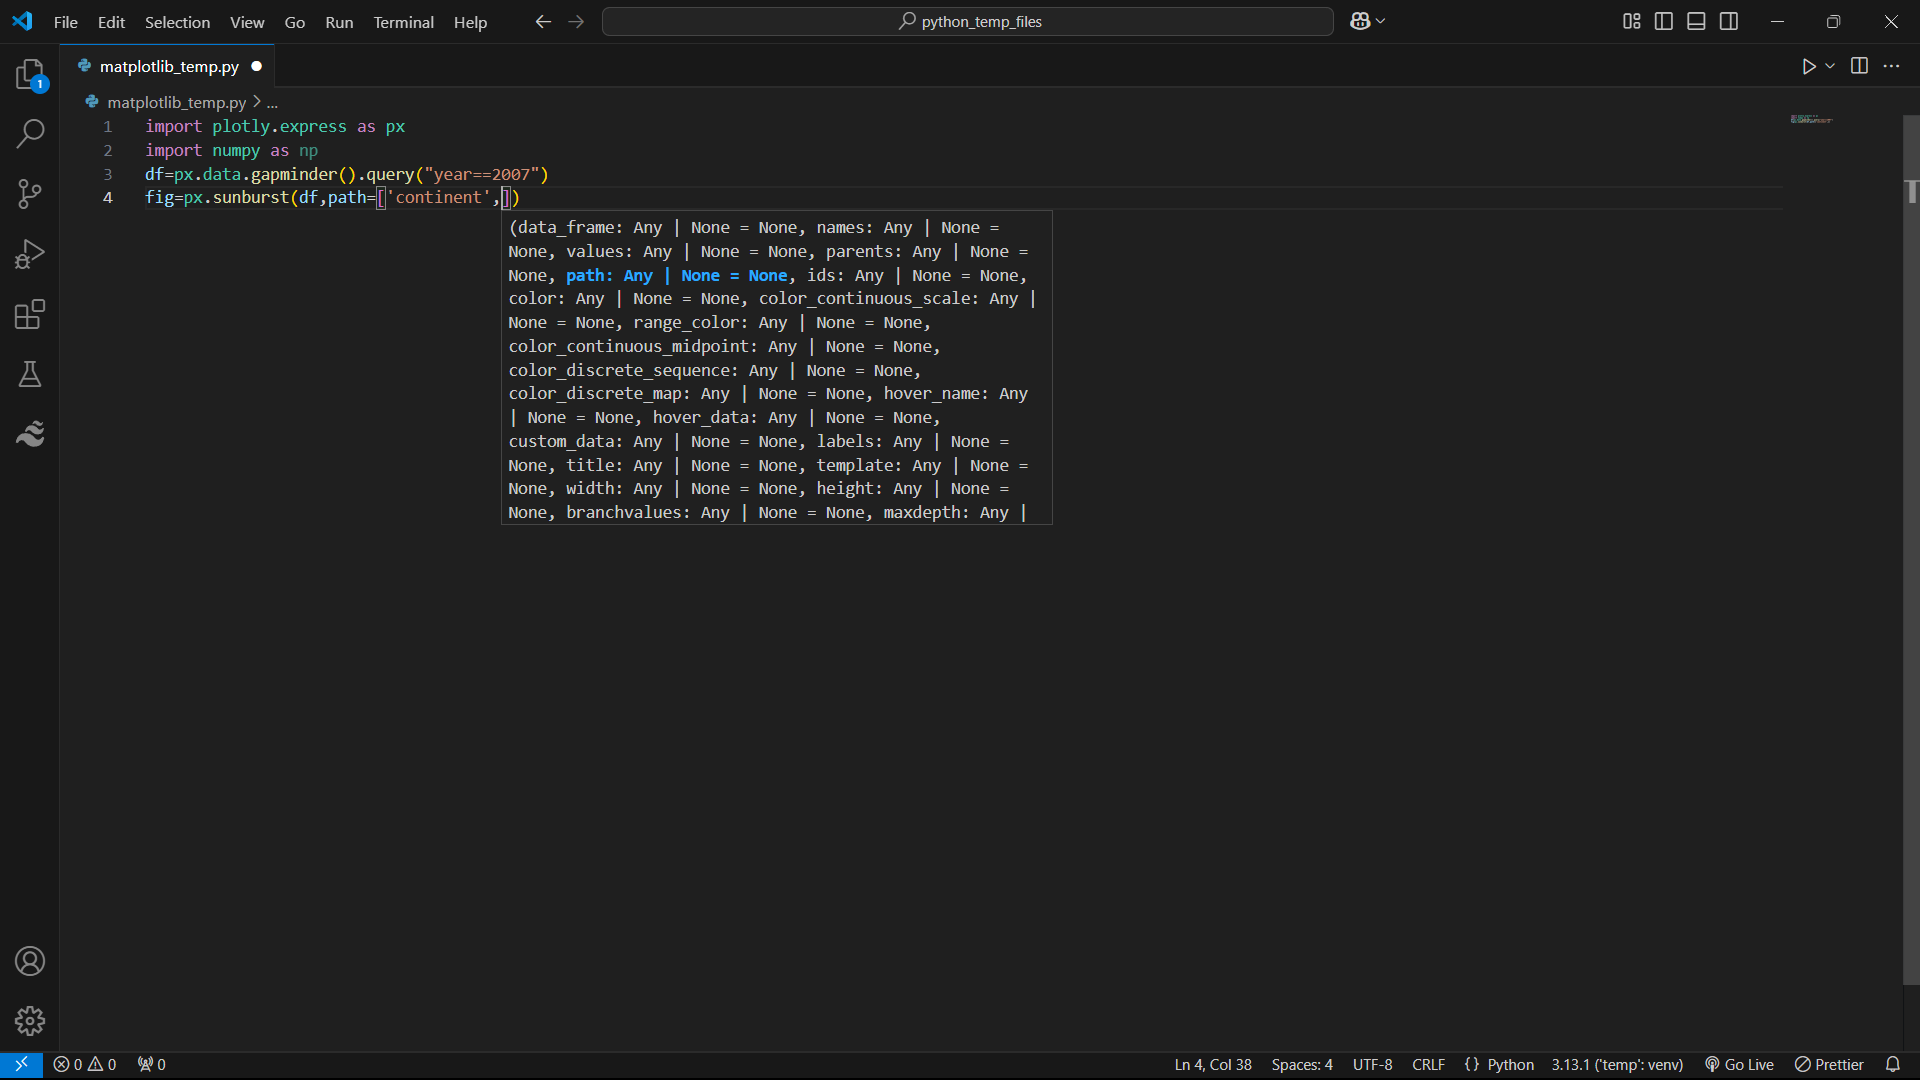 File Edit Selection View Go Run Terminal Help
python_temp_files
1
matplotlib_temp.py
matplotlib_temp.py > ...
1 import plotly.express as px
2 import numpy as np
3 df=px.data.gapminder().query("year==2007")
4 fig=px.sunburst(df,path=['continent',])
(data_frame: Any | None = None, names: Any | None =
None, values: Any | None = None, parents: Any | None =
None, path: Any | None = None, ids: Any | None = None,
color: Any | None = None, color_continuous_scale: Any |
None = None, range_color: Any | None = None,
color_continuous_midpoint: Any | None = None,
color_discrete_sequence: Any | None = None,
color_discrete_map: Any | None = None, hover_name: Any
| None = None, hover_data: Any | None = None,
custom_data: Any | None = None, labels: Any | None =
None, title: Any | None = None, template: Any | None =
None, width: Any | None = None, height: Any | None =
None, branchvalues: Any | None = None, maxdepth: Any |
0 0 0 Ln 4, Col 38 Spaces: 4 UTF-8 CRLF {} Python 3.13.1 ('temp': venv) Go Live Prettier